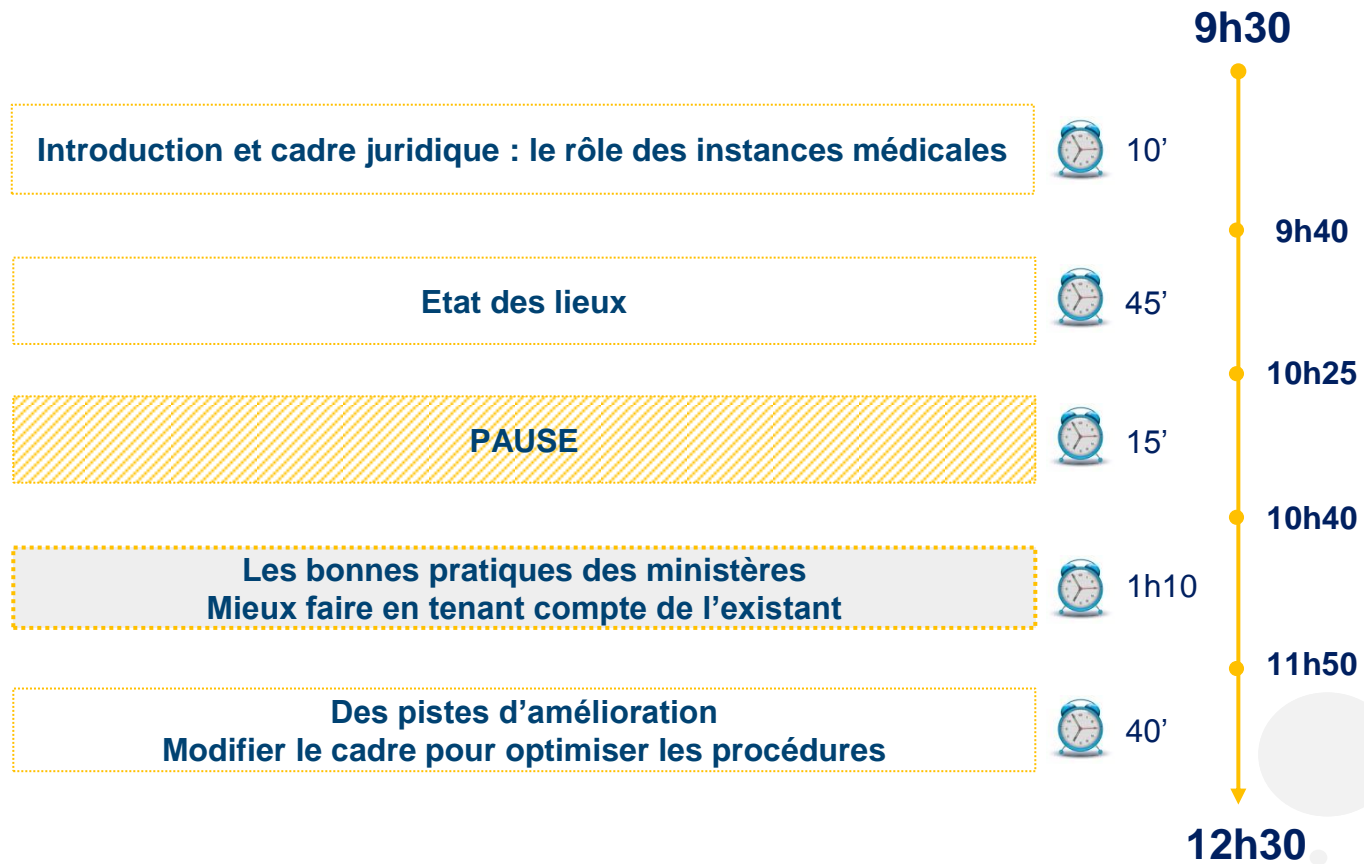 9h30
Introduction et cadre juridique : le rôle des instances médicales
10’
9h40
Etat des lieux
45’
10h25
PAUSE
15’
10h40
Les bonnes pratiques des ministères
Mieux faire en tenant compte de l’existant
1h10
11h50
Des pistes d’amélioration
Modifier le cadre pour optimiser les procédures
40’
12h30